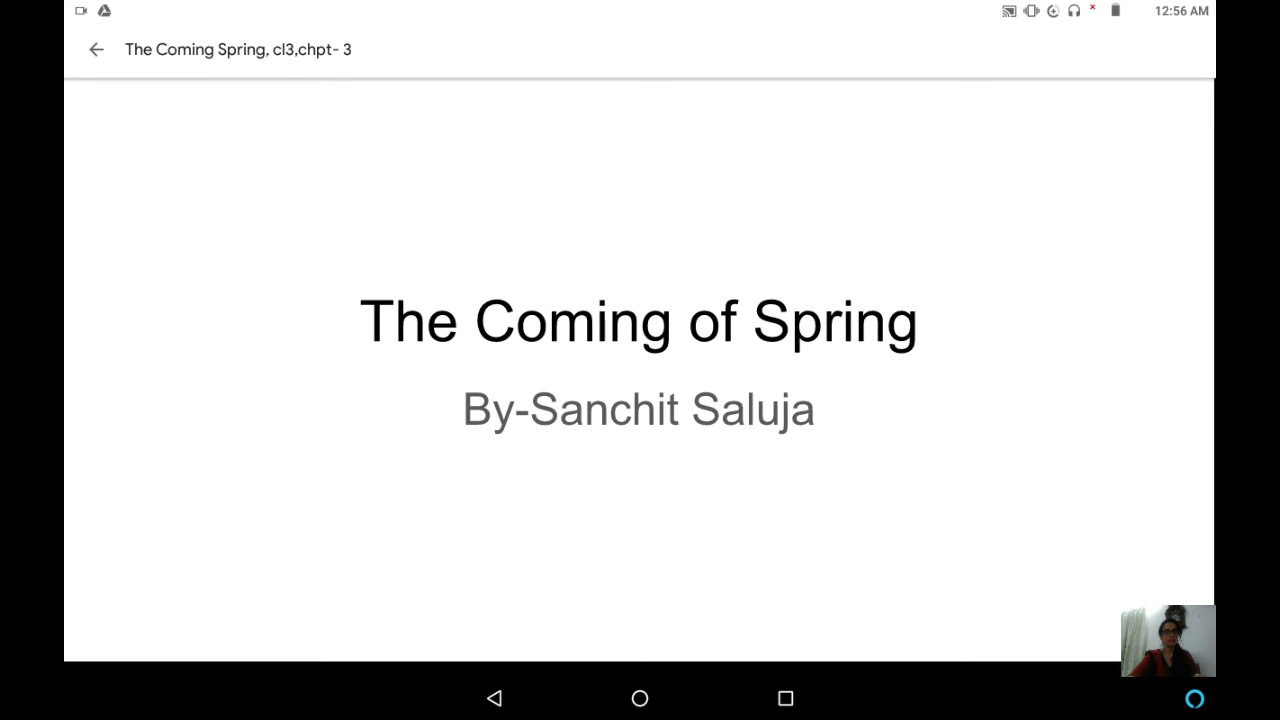 12:56 AM
The Coming Spring, cl3,chpt- 3
The Coming of Spring
By-Sanchit Saluja